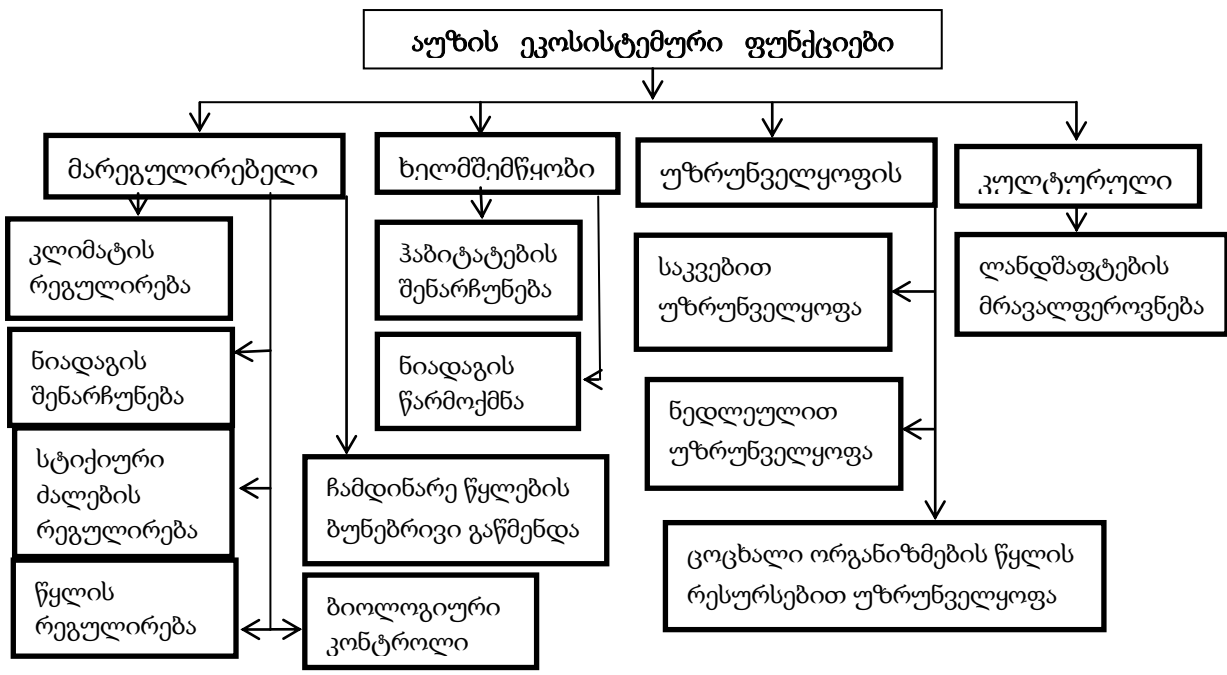 აუზის ეკოსისტემური ფუნქციები
მარეგულირებელი
ხელმშემწყობი
უზრუნველყოფის
კულტურული
კლიმატის
რეგულირება
ნიადაგის
შენარჩუნება
სტიქიური
ძალების
რეგულირება
წყლის
რეგულირება
ჩამდინარე წყლების
ბუნებრივი გაწმენდა
ბიოლოგიური
კონტროლი
ჰაბიტატების
შენარჩუნება
ნიადაგის
წარმოქმნა
საკვებით
უზრუნველყოფა
ნედლეულით
უზრუნველყოფა
ცოცხალი ორგანიზმების წყლის
რესურსებით უზრუნველყოფა
ლანდშაფტების
მრავალფეროვნება